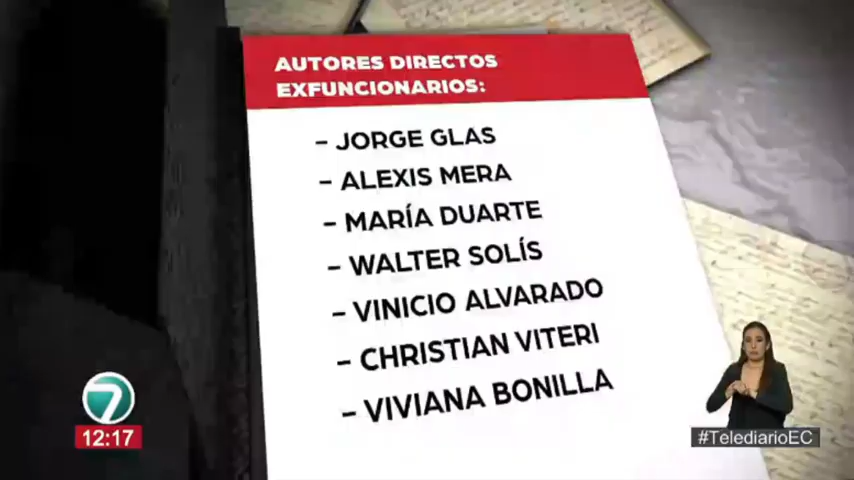 AUTORES DIRECTOS
EXFUNCIONARIOS:
– JORGE GLAS
– ALEXIS MERA
– MARÍA DUARTE
– WALTER SOLÍS
– VINICIO ALVARADO
– CHRISTIAN VITERI
– VIVIANA BONILLA
7
12:17
#TelediarioEC